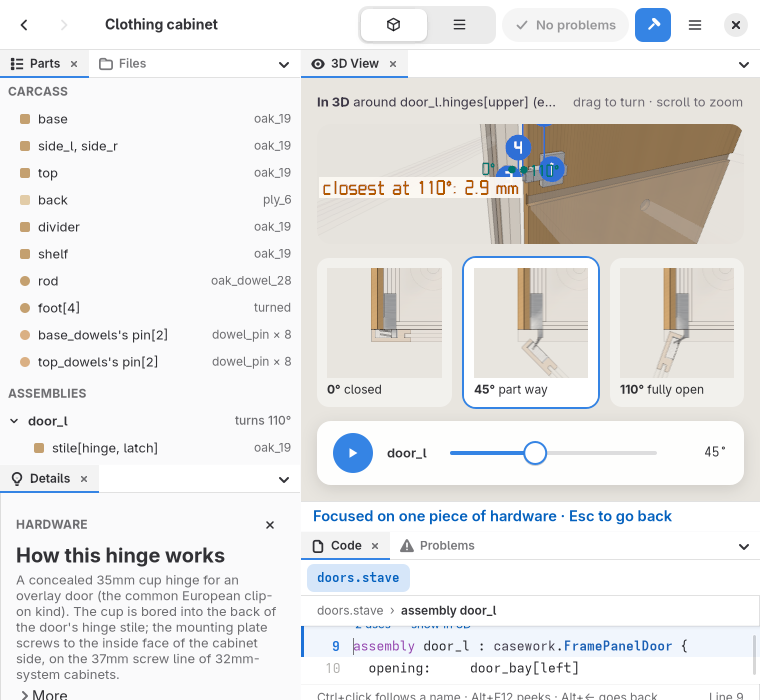 Clothing cabinet
No problems
Parts
Files
CARCASS
base oak_19
side_l, side_r oak_19
top oak_19
back ply_6
divider oak_19
shelf oak_19
rod oak_dowel_28
foot[4] turned
base_dowels's pin[2] dowel_pin × 8
top_dowels's pin[2] dowel_pin × 8
ASSEMBLIES
door_l turns 110°
stile[hinge, latch] oak_19
Details
HARDWARE
How this hinge works
A concealed 35mm cup hinge for an
overlay door (the common European clip-
on kind). The cup is bored into the back of
the door's hinge stile; the mounting plate
screws to the inside face of the cabinet
side, on the 37mm screw line of 32mm-
system cabinets.
More
3D View
In 3D around door_l.hinges[upper] (e... drag to turn · scroll to zoom
4
0°
closest at 110°: 2.9 mm
0° closed
45° part way
110° fully open
door_l 45°
Focused on one piece of hardware · Esc to go back
Code
Problems
doors.stave
doors.stave › assembly door_l
2 uses show in 3D
9 assembly door_l : casework.FramePanelDoor {
10 opening: door_bay[left]
Ctrl+click follows a name · Alt+F12 peeks · Alt+← goes back Line 9